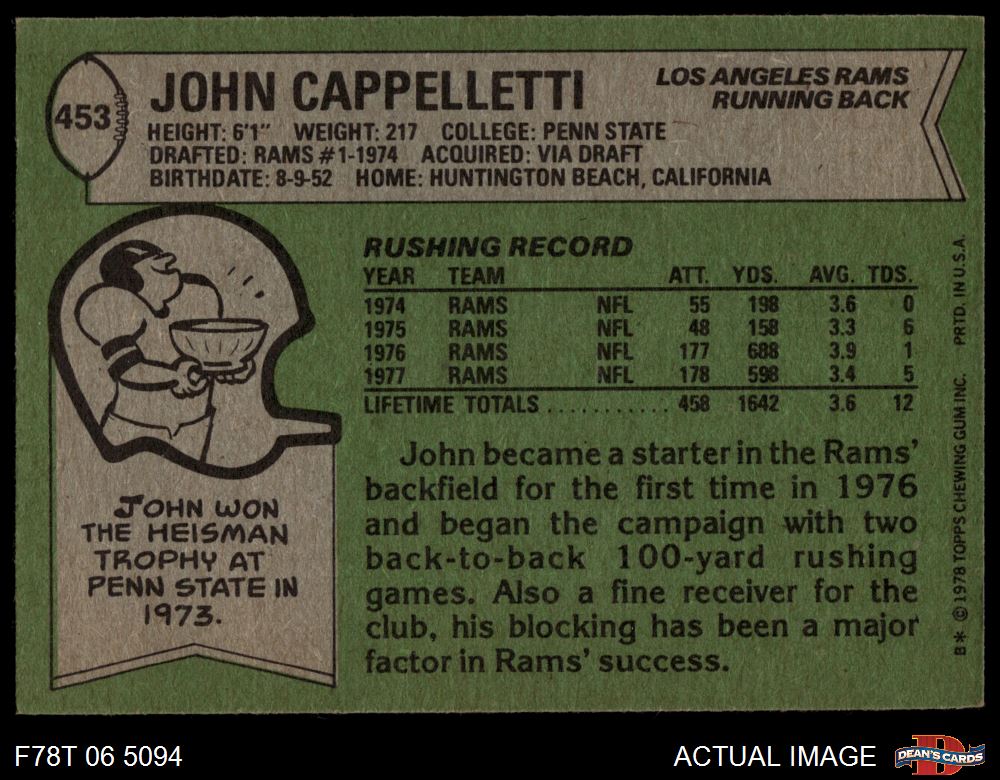 453
JOHN CAPPELLETTI
LOS ANGELES RAMS
RUNNING BACK
HEIGHT: 6'1" WEIGHT: 217 COLLEGE: PENN STATE
DRAFTED: RAMS #1-1974 ACQUIRED: VIA DRAFT
BIRTHDATE: 8-9-52 HOME: HUNTINGTON BEACH, CALIFORNIA
RUSHING RECORD
YEAR TEAM ATT. YDS. AVG. TDS.
1974 RAMS NFL 55 198 3.6 0
1975 RAMS NFL 48 158 3.3 6
1976 RAMS NFL 177 688 3.9 1
1977 RAMS NFL 178 598 3.4 5
LIFETIME TOTALS ........... 458 1642 3.6 12
John became a starter in the Rams'
backfield for the first time in 1976
and began the campaign with two
back-to-back 100-yard rushing
games. Also a fine receiver for the
club, his blocking has been a major
factor in Rams' success.
JOHN WON
THE HEISMAN
TROPHY AT
PENN STATE IN
1973.
B* © 1978 TOPPS CHEWING GUM INC. PRTD. IN U.S.A.
F78T 06 5094
ACTUAL IMAGE
D
DEAN'S CARDS